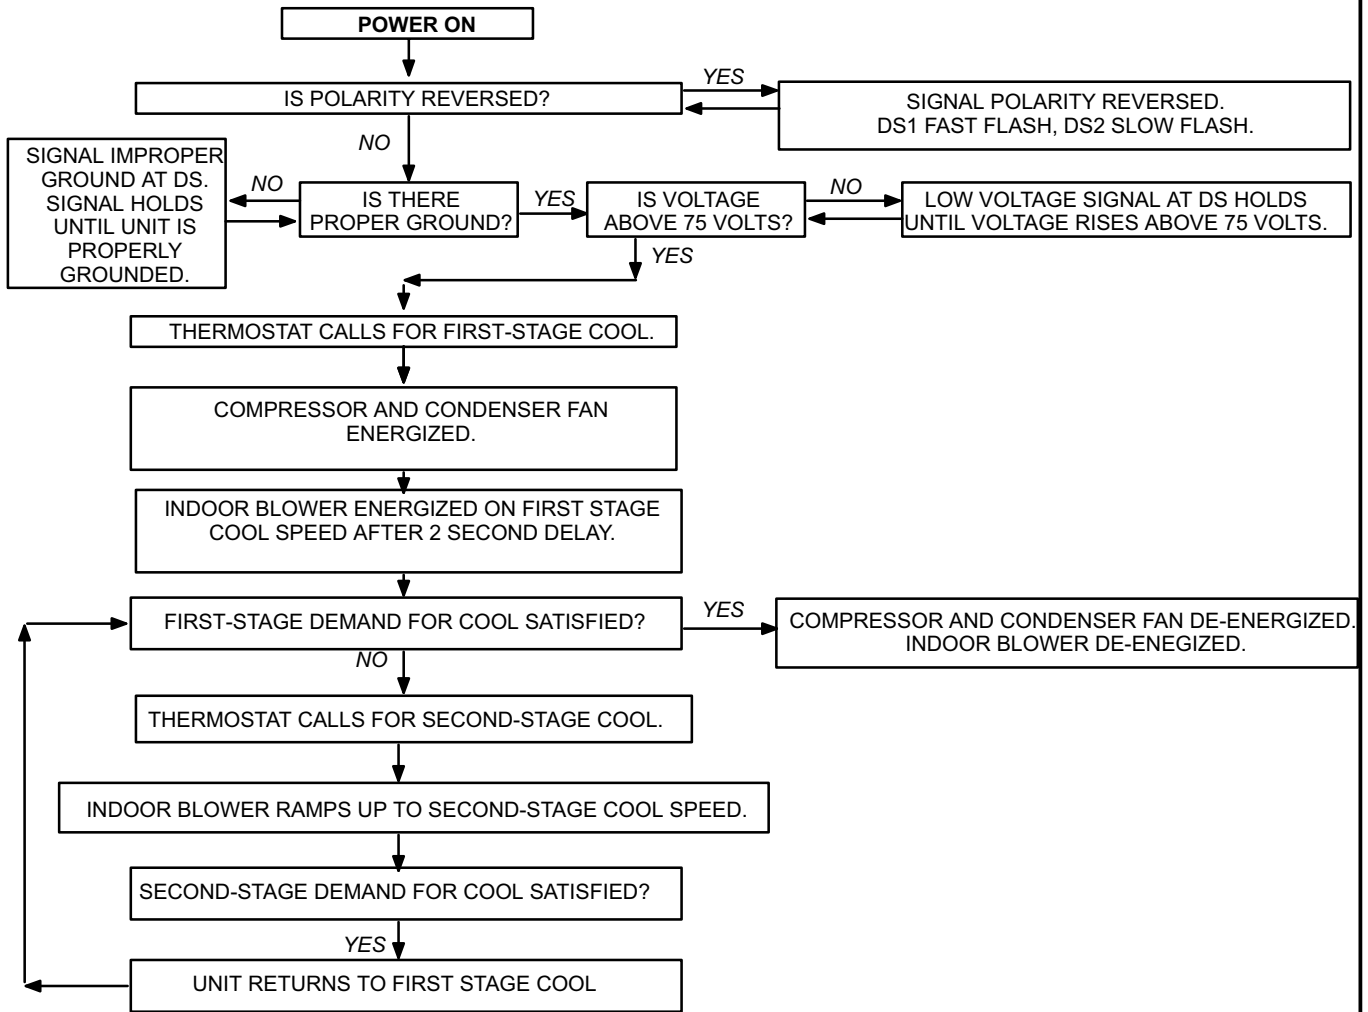 POWER ON
IS POLARITY REVERSED?
YES
SIGNAL POLARITY REVERSED.
DS1 FAST FLASH, DS2 SLOW FLASH.
NO
SIGNAL IMPROPER
GROUND AT DS.
SIGNAL HOLDS
UNTIL UNIT IS
PROPERLY
GROUNDED.
NO
IS THERE
PROPER GROUND?
YES
IS VOLTAGE
ABOVE 75 VOLTS?
NO
LOW VOLTAGE SIGNAL AT DS HOLDS
UNTIL VOLTAGE RISES ABOVE 75 VOLTS.
YES
THERMOSTAT CALLS FOR FIRST-STAGE COOL.
COMPRESSOR AND CONDENSER FAN
ENERGIZED.
INDOOR BLOWER ENERGIZED ON FIRST STAGE
COOL SPEED AFTER 2 SECOND DELAY.
FIRST-STAGE DEMAND FOR COOL SATISFIED?
YES
COMPRESSOR AND CONDENSER FAN DE-ENERGIZED.
INDOOR BLOWER DE-ENEGIZED.
NO
THERMOSTAT CALLS FOR SECOND-STAGE COOL.
INDOOR BLOWER RAMPS UP TO SECOND-STAGE COOL SPEED.
SECOND-STAGE DEMAND FOR COOL SATISFIED?
YES
UNIT RETURNS TO FIRST STAGE COOL